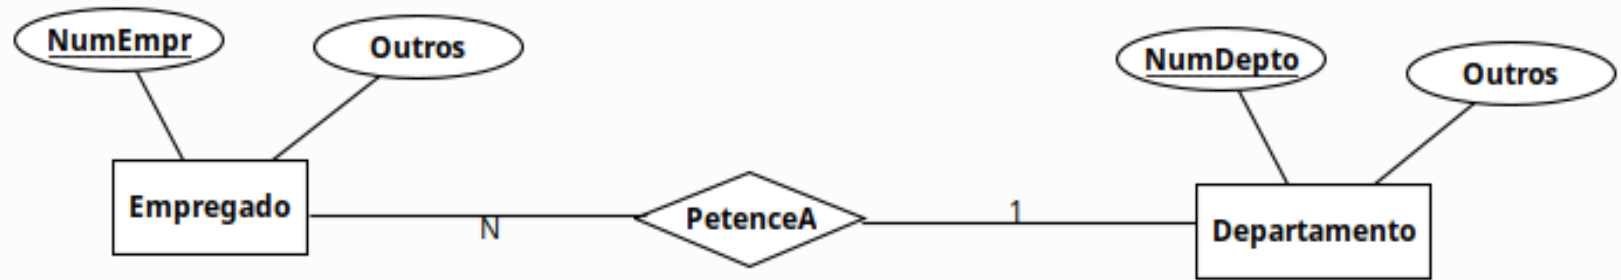 NumEmpr
Outros
NumDepto
Outros
Empregado
N
PetenceA
1
Departamento